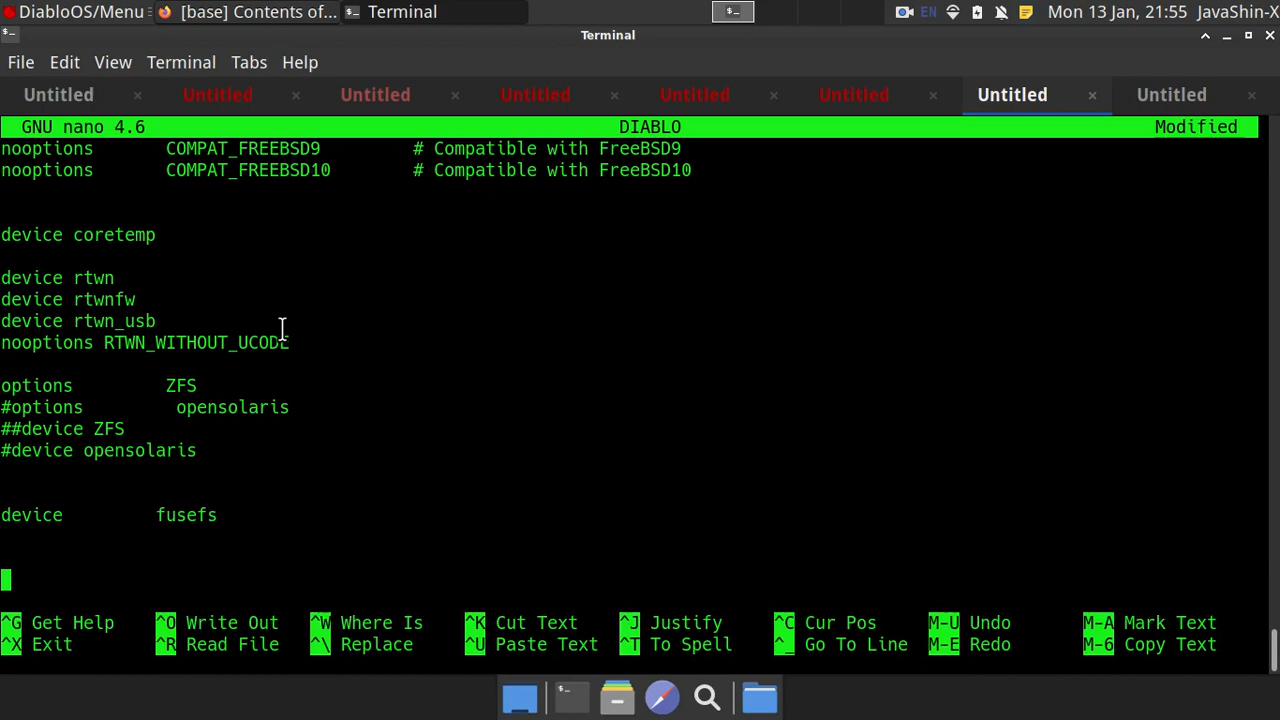 DiabloOS/Menu [base] Contents of... Terminal EN Mon 13 Jan, 21:55 JavaShin-X
Terminal
File Edit View Terminal Tabs Help
Untitled Untitled Untitled Untitled Untitled Untitled Untitled Untitled
GNU nano 4.6 DIABLO Modified
nooptions COMPAT_FREEBSD9 # Compatible with FreeBSD9
nooptions COMPAT_FREEBSD10 # Compatible with FreeBSD10
device coretemp
device rtwn
device rtwnfw
device rtwn_usb
nooptions RTWN_WITHOUT_UCODE
options ZFS
#options opensolaris
##device ZFS
#device opensolaris
device fusefs
^G Get Help ^O Write Out ^W Where Is ^K Cut Text ^J Justify ^C Cur Pos M-U Undo M-A Mark Text
^X Exit ^R Read File ^\ Replace ^U Paste Text ^T To Spell ^_ Go To Line M-E Redo M-6 Copy Text